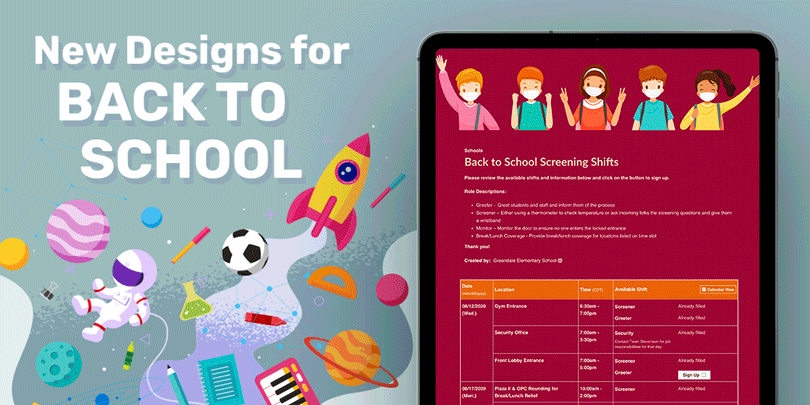 New Designs for
BACK TO
SCHOOL
Schools
Back to School Screening Shifts
Please review the available shifts and information below and click on the button to sign up.
Role Descriptions:
Greeter – Great students and staff and inform them of the process
Screener – Either using a thermometer to check temperature or ask incoming folks the screening questions and give them
a wristband
Monitor – Monitor the door to ensure no one enters the locked entrance
Break/Lunch Coverage - Provide break/lunch coverage for locations listed on time slot
Thank you!
Created by: Greendale Elementary School
Date Location Time (CDT) Available Shift Calendar View
(mm/dd/yyyy)
08/12/2020 Gym Entrance 6:30am - Screener Already filled
(Wed.) 7:00pm
Greeter Already filled
Security Office 7:00am - Security Already filled
3:30pm
Contact Twan Stevenson for job
responsibilities for that day
Front Lobby Entrance 7:00am - Screener Already filled
5:00pm
Greeter Sign Up
08/17/2020 Plaza II & OPC Rounding for 10:00am - Screener Already filled
(Mon.) Break/Lunch Relief 2:00pm